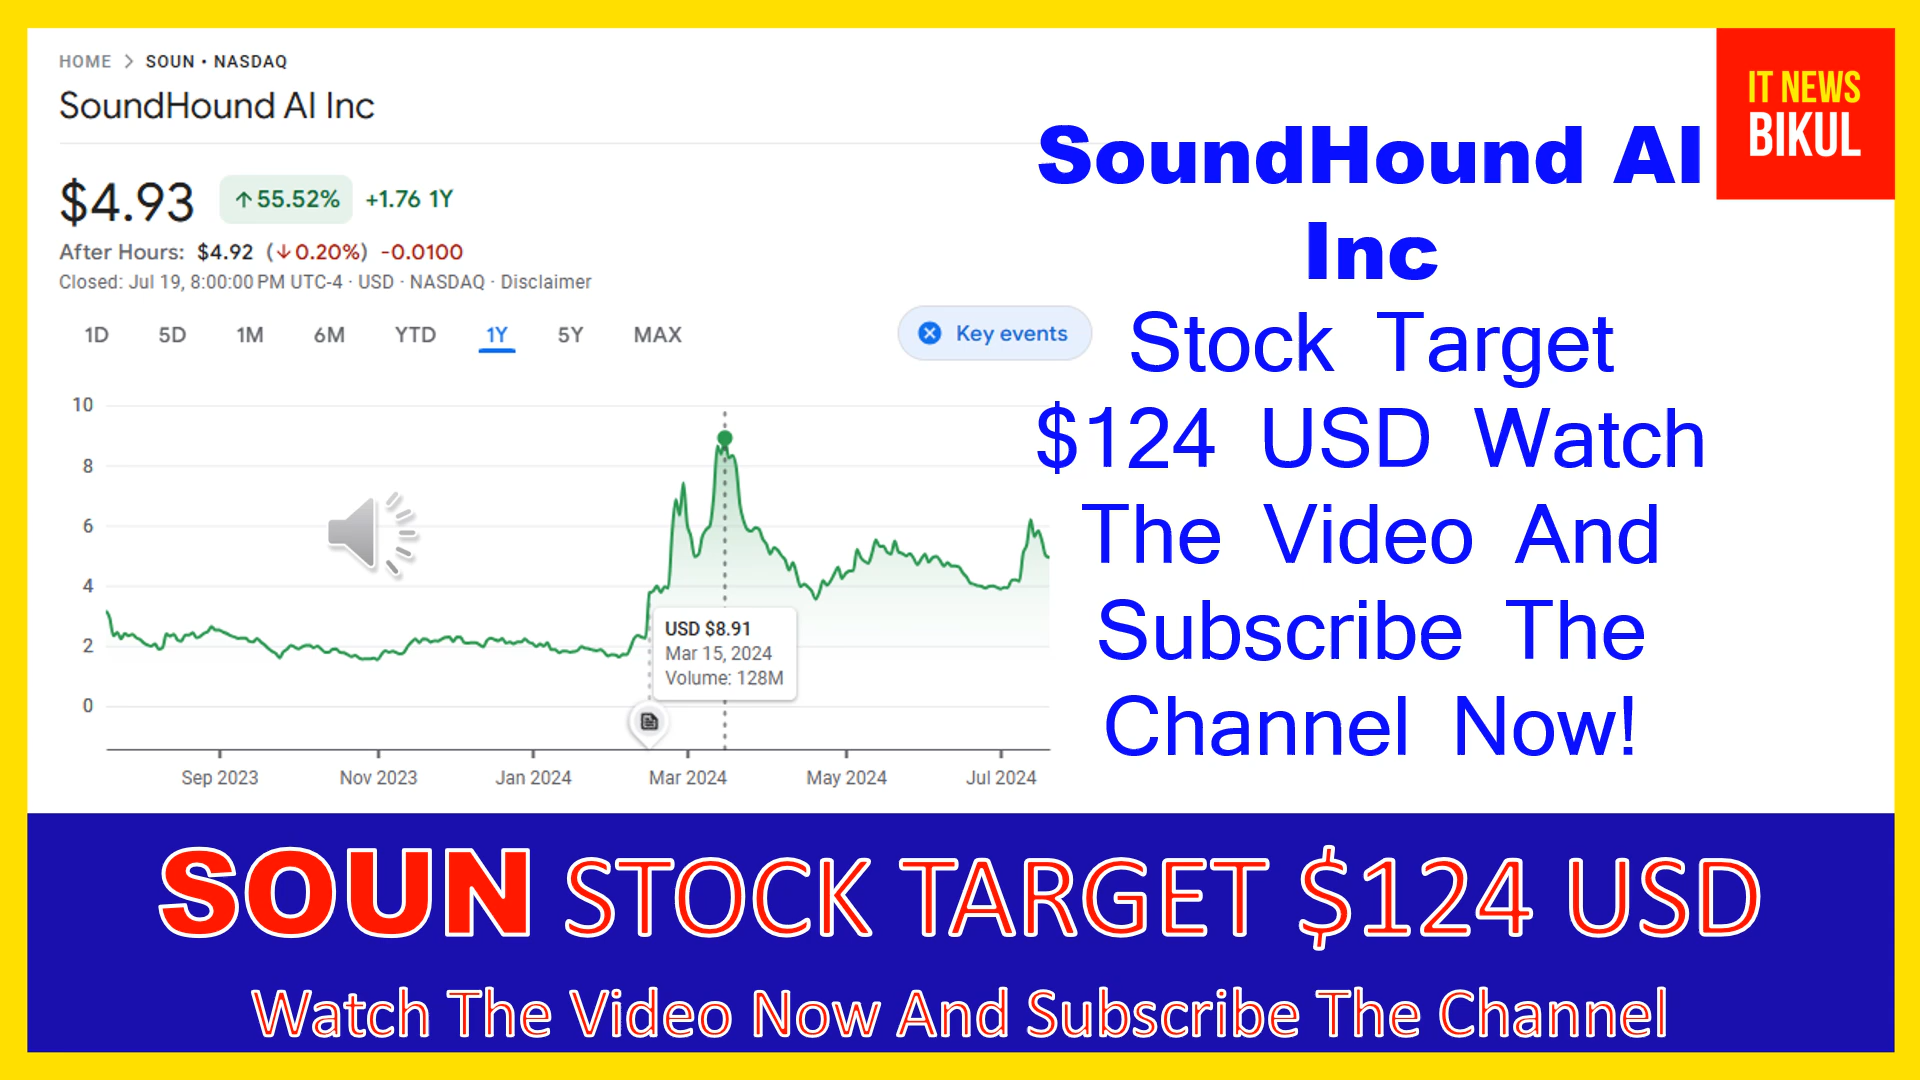 HOME > SOUN • NASDAQ
SoundHound AI Inc
$4.93 ↑55.52% +1.76 1Y
After Hours: $4.92 (↓0.20%) -0.0100
Closed: Jul 19, 8:00:00 PM UTC-4 · USD · NASDAQ · Disclaimer
1D 5D 1M 6M YTD 1Y 5Y MAX
Key events
10
8
6
4
2
0
USD $8.91
Mar 15, 2024
Volume: 128M
Sep 2023 Nov 2023 Jan 2024 Mar 2024 May 2024 Jul 2024
IT NEWS
BIKUL
SoundHound AI
Inc
Stock Target
$124 USD Watch
The Video And
Subscribe The
Channel Now!
SOUN STOCK TARGET $124 USD
Watch The Video Now And Subscribe The Channel